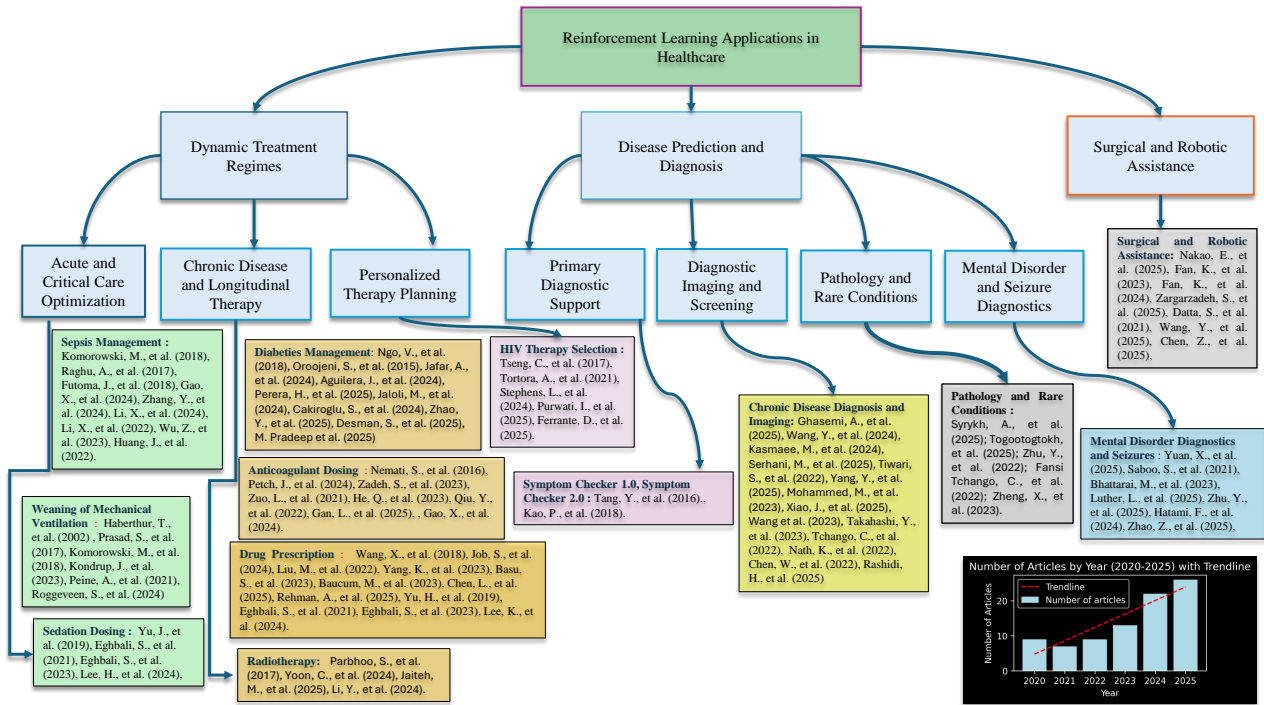 Reinforcement Learning Applications in
Healthcare
Dynamic Treatment
Regimes
Disease Prediction and
Diagnosis
Surgical and Robotic
Assistance
Acute and
Critical Care
Optimization
Chronic Disease
and Longitudinal
Therapy
Personalized
Therapy Planning
Primary
Diagnostic
Support
Diagnostic
Imaging and
Screening
Pathology and
Rare Conditions
Mental Disorder
and Seizure
Diagnostics
Surgical and Robotic
Assistance: Nakao, E.,
et al. (2025), Fan, K., et al.
(2023), Fan, K., et al.
(2024), Zargarzadeh, S., et
al. (2025), Datta, S., et al.
(2021), Wang, Y., et al.
(2025), Chen, Z., et al.
(2025),
Sepsis Management :
Komorowski, M., et al. (2018),
Raghu, A., et al. (2017),
Futoma, J., et al. (2018), Gao,
X., et al. (2024), Zhang, Y., et
al. (2024), Li, X., et al. (2024),
Li, X., et al. (2022), Wu, Z., et
al. (2023), Huang, J., et al.
(2022).
Weaning of Mechanical
Ventilation : Haberthur, T.,
et al. (2002) , Prasad, S., et al.
(2017), Komorowski, M., et al.
(2018), Kondrup, J., et al.
(2023), Peine, A., et al. (2021),
Roggeveen, S., et al. (2024)
Sedation Dosing : Yu, J., et
al. (2019), Eghbali, S., et al.
(2021), Eghbali, S., et al.
(2023), Lee, H., et al. (2024),
Diabeties Management: Ngo, V., et al.
(2018), Oroojeni, S., et al. (2015), Jafar, A.,
et al. (2024), Aguilera, J., et al. (2024),
Perera, H., et al. (2025), Jaloli, M., et al.
(2024), Cakiroglu, S., et al. (2024), Zhao,
Y., et al. (2025), Desman, S., et al. (2025),
M. Pradeep et al. (2025)
Anticoagulant Dosing : Nemati, S., et al. (2016),
Petch, J., et al. (2024), Zadeh, S., et al. (2023),
Zuo, L., et al. (2021), He, Q., et al. (2023), Qiu, Y.,
et al. (2022), Gan, L., et al. (2025), , Gao, X., et al.
(2024).
Drug Prescription : Wang, X., et al. (2018), Job, S., et al.
(2024), Liu, M., et al. (2022), Yang, K., et al. (2023), Basu,
S., et al. (2023), Baucum, M., et al. (2023), Chen, L., et al.
(2025), Rehman, A., et al. (2025), Yu, H., et al. (2019),
Eghbali, S., et al. (2021), Eghbali, S., et al. (2023), Lee, K., et
al. (2024).
Radiotherapy: Parbhoo, S., et al.
(2017), Yoon, C., et al. (2024), Jaiteh,
M., et al. (2025), Li, Y., et al. (2024).
HIV Therapy Selection :
Tseng, C., et al. (2017),
Tortora, A., et al. (2021),
Stephens, L., et al.
(2024), Purwati, I., et al.
(2025), Ferrante, D., et al.
(2025).
Symptom Checker 1.0, Symptom
Checker 2.0 : Tang, Y., et al. (2016).,
Kao, P., et al. (2018).
Chronic Disease Diagnosis and
Imaging: Ghasemi, A., et al.
(2025), Wang, Y., et al. (2024),
Kasmaee, M., et al. (2024),
Serhani, M., et al. (2025), Tiwari,
S., et al. (2022), Yang, Y., et al.
(2025), Mohammed, M., et al.
(2023), Xiao, J., et al. (2025),
Wang et al. (2023), Takahashi, Y.,
et al. (2023), Tchango, C., et al.
(2022), Nath, K., et al. (2022),
Chen, W., et al. (2022), Rashidi,
H., et al. (2025)
Pathology and Rare
Conditions :
Syrykh, A., et al.
(2025); Togootogtokh,
et al. (2025); Zhu, Y.,
et al. (2022); Fansi
Tchango, C., et al.
(2022); Zheng, X., et
al. (2023).
Mental Disorder Diagnostics
and Seizures : Yuan, X., et al.
(2025), Saboo, S., et al. (2021),
Bhattarai, M., et al. (2023),
Luther, L., et al. (2025), Zhu, Y., et
al. (2025), Hatami, F., et al.
(2024), Zhao, Z., et al. (2025),
Number of Articles by Year (2020-2025) with Trendline
Trendline
Number of articles
Number of Articles
20
10
0
2020 2021 2022 2023 2024 2025
Year